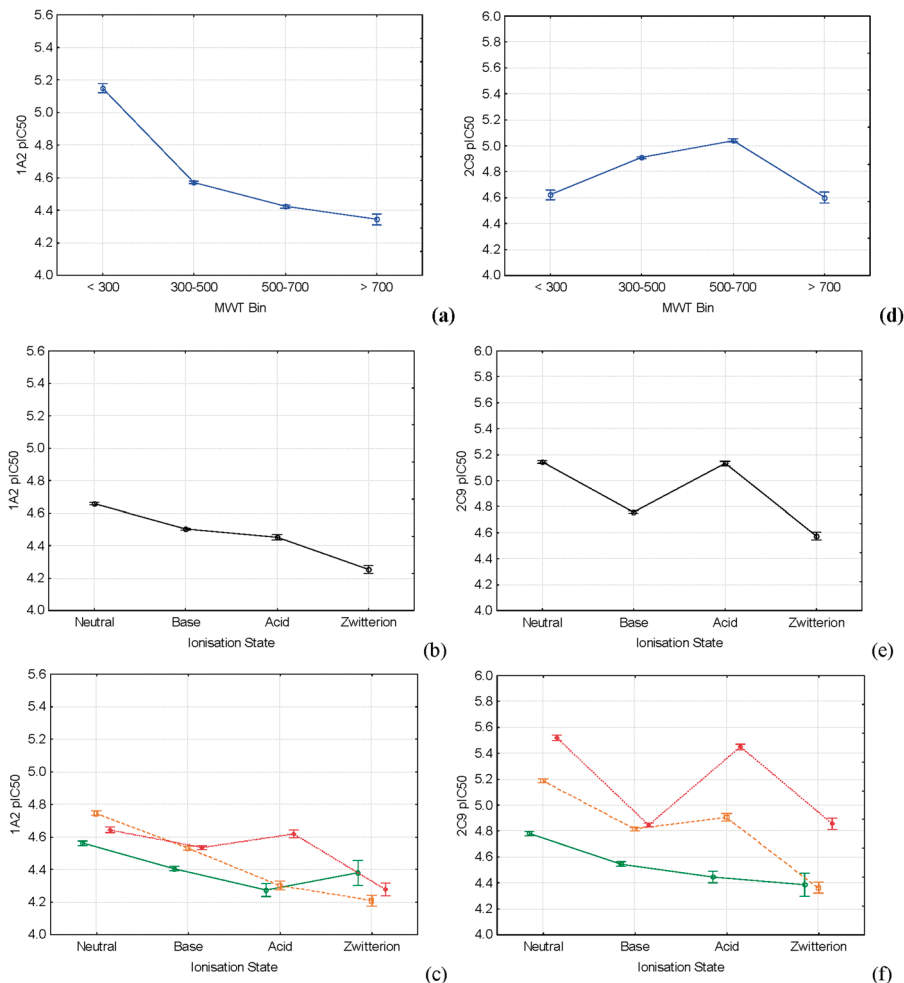 5.6
5.4
5.2
5.0
4.8
4.6
4.4
4.2
4.0
1A2 pIC50
< 300
300-500
500-700
> 700
MWT Bin
(a)
6.0
5.8
5.6
5.4
5.2
5.0
4.8
4.6
4.4
4.2
4.0
2C9 pIC50
< 300
300-500
500-700
> 700
MWT Bin
(d)
5.6
5.4
5.2
5.0
4.8
4.6
4.4
4.2
4.0
1A2 pIC50
Neutral
Base
Acid
Zwitterion
Ionisation State
(b)
6.0
5.8
5.6
5.4
5.2
5.0
4.8
4.6
4.4
4.2
4.0
2C9 pIC50
Neutral
Base
Acid
Zwitterion
Ionisation State
(e)
5.6
5.4
5.2
5.0
4.8
4.6
4.4
4.2
4.0
1A2 pIC50
Neutral
Base
Acid
Zwitterion
Ionisation State
(c)
6.0
5.8
5.6
5.4
5.2
5.0
4.8
4.6
4.4
4.2
4.0
2C9 pIC50
Neutral
Base
Acid
Zwitterion
Ionisation State
(f)